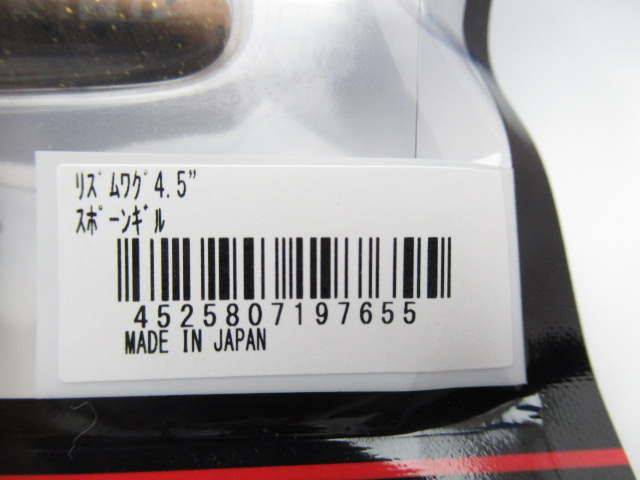 ﾘｽﾞﾑﾜｸﾞ4.5"
ｽﾎﾟｰﾝｷﾞﾙ
4525807197655
MADE IN JAPAN